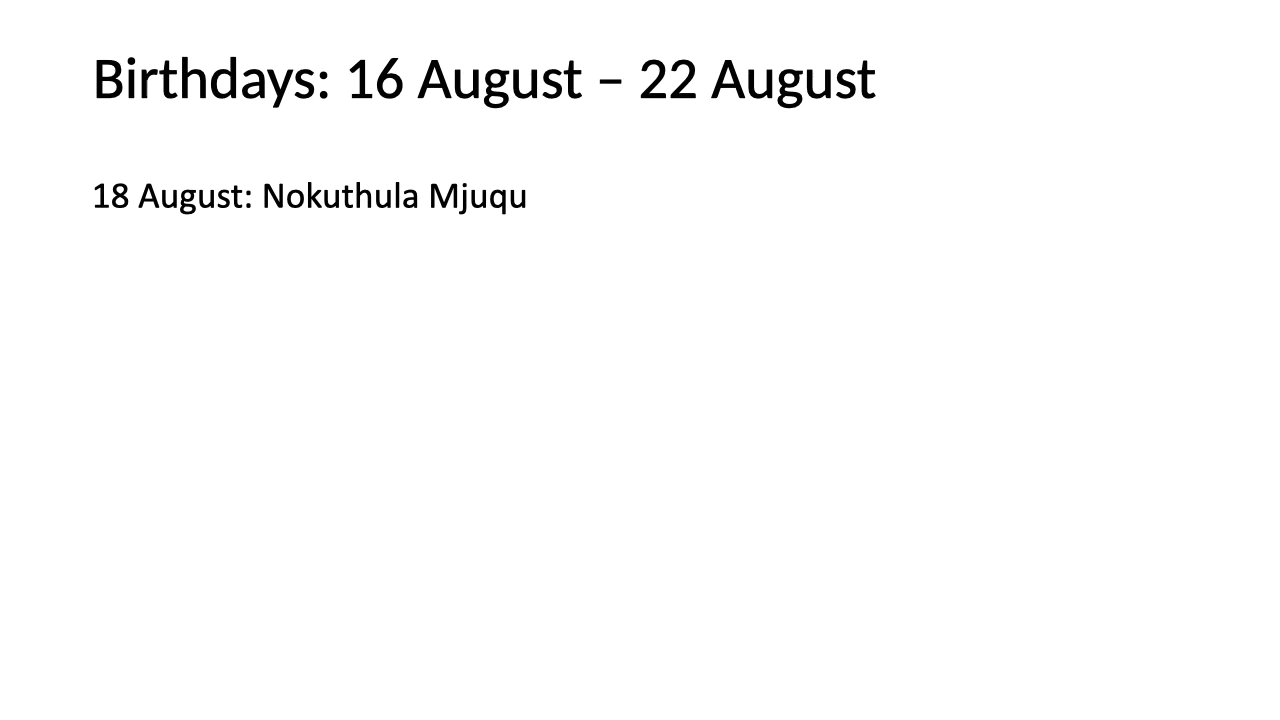 Birthdays: 16 August – 22 August
18 August: Nokuthula Mjuqu